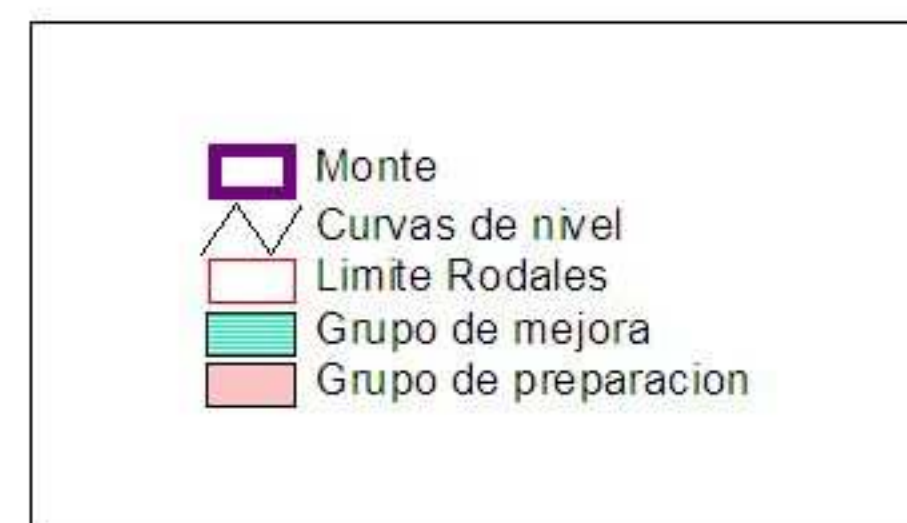 Monte
Curvas de nivel
Limite Rodales
Grupo de mejora
Grupo de preparacion